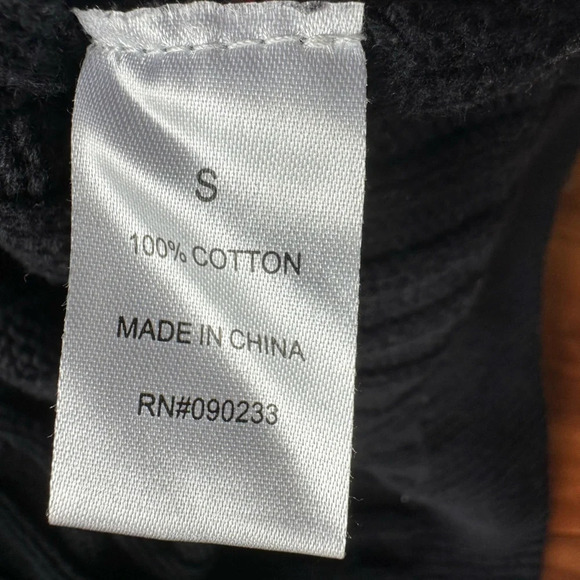 S
100% COTTON
MADE IN CHINA
RN#090233